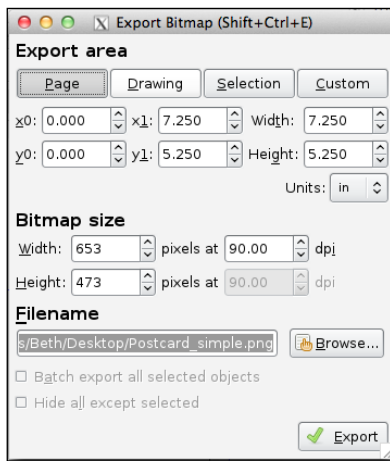 Export Bitmap (Shift+Ctrl+E)
Export area
Page Drawing Selection Custom
x0: 0.000 x1: 7.250 Width: 7.250
y0: 0.000 y1: 5.250 Height: 5.250
Units: in
Bitmap size
Width: 653 pixels at 90.00 dpi
Height: 473 pixels at 90.00 dpi
Filename
s/Beth/Desktop/Postcard_simple.png Browse...
Batch export all selected objects
Hide all except selected
Export